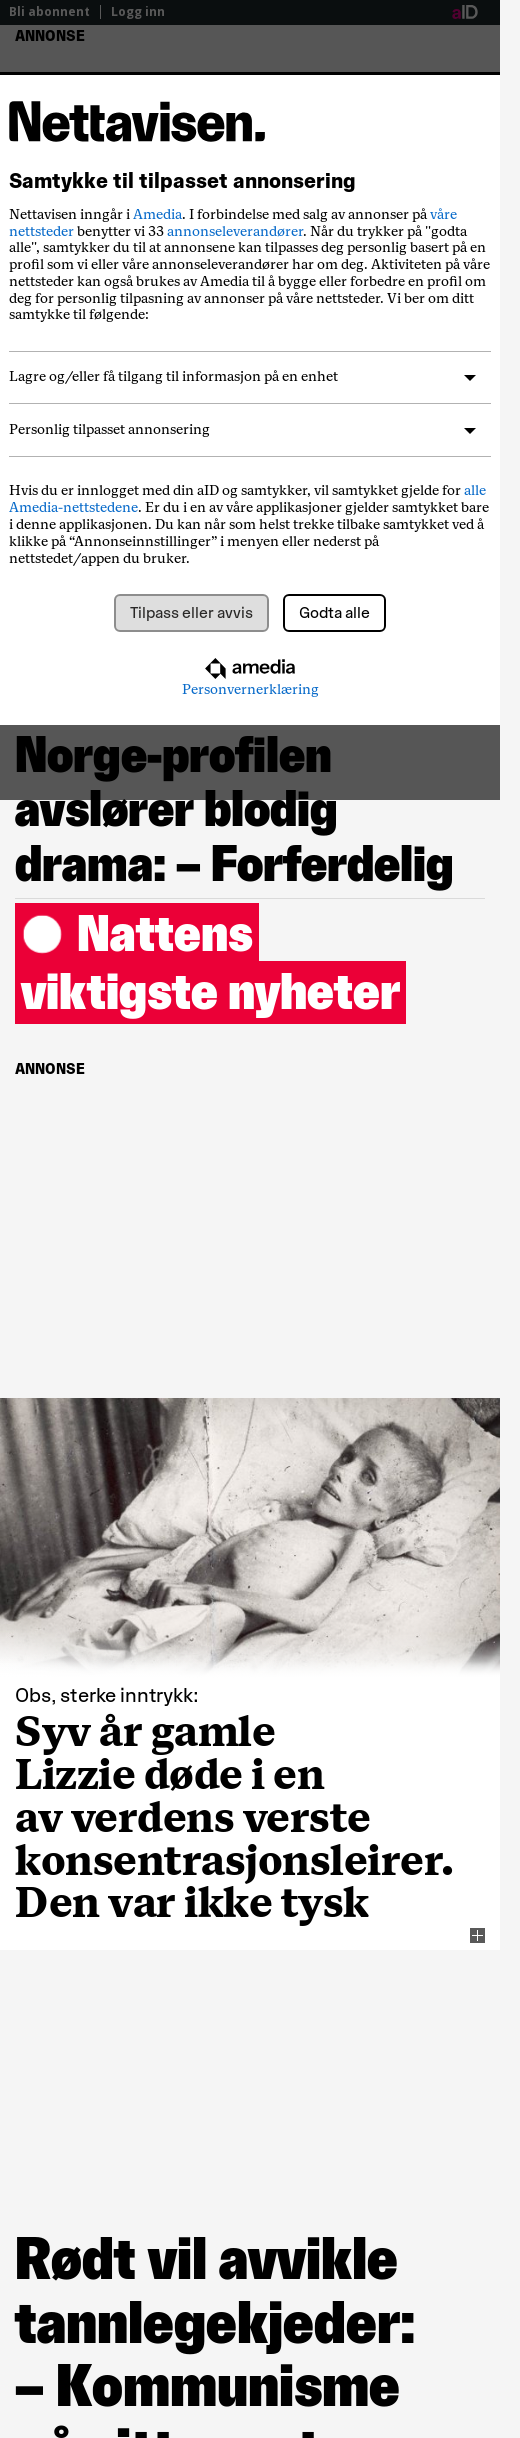 Bli abonnent | Logg inn
aID
ANNONSE
Nettavisen.
Samtykke til tilpasset annonsering
Nettavisen inngår i Amedia. I forbindelse med salg av annonser på våre
nettsteder benytter vi 33 annonseleverandører. Når du trykker på "godta
alle", samtykker du til at annonsene kan tilpasses deg personlig basert på en
profil som vi eller våre annonseleverandører har om deg. Aktiviteten på våre
nettsteder kan også brukes av Amedia til å bygge eller forbedre en profil om
deg for personlig tilpasning av annonser på våre nettsteder. Vi ber om ditt
samtykke til følgende:
Lagre og/eller få tilgang til informasjon på en enhet
Personlig tilpasset annonsering
Hvis du er innlogget med din aID og samtykker, vil samtykket gjelde for alle
Amedia-nettstedene. Er du i en av våre applikasjoner gjelder samtykket bare
i denne applikasjonen. Du kan når som helst trekke tilbake samtykket ved å
klikke på “Annonseinnstillinger” i menyen eller nederst på
nettstedet/appen du bruker.
Tilpass eller avvis
Godta alle
amedia
Personvernerklæring
Norge-profilen
avslører blodig
drama: – Forferdelig
Nattens
viktigste nyheter
ANNONSE
Obs, sterke inntrykk:
Syv år gamle
Lizzie døde i en
av verdens verste
konsentrasjonsleirer.
Den var ikke tysk
Rødt vil avvikle
tannlegekjeder:
– Kommunisme